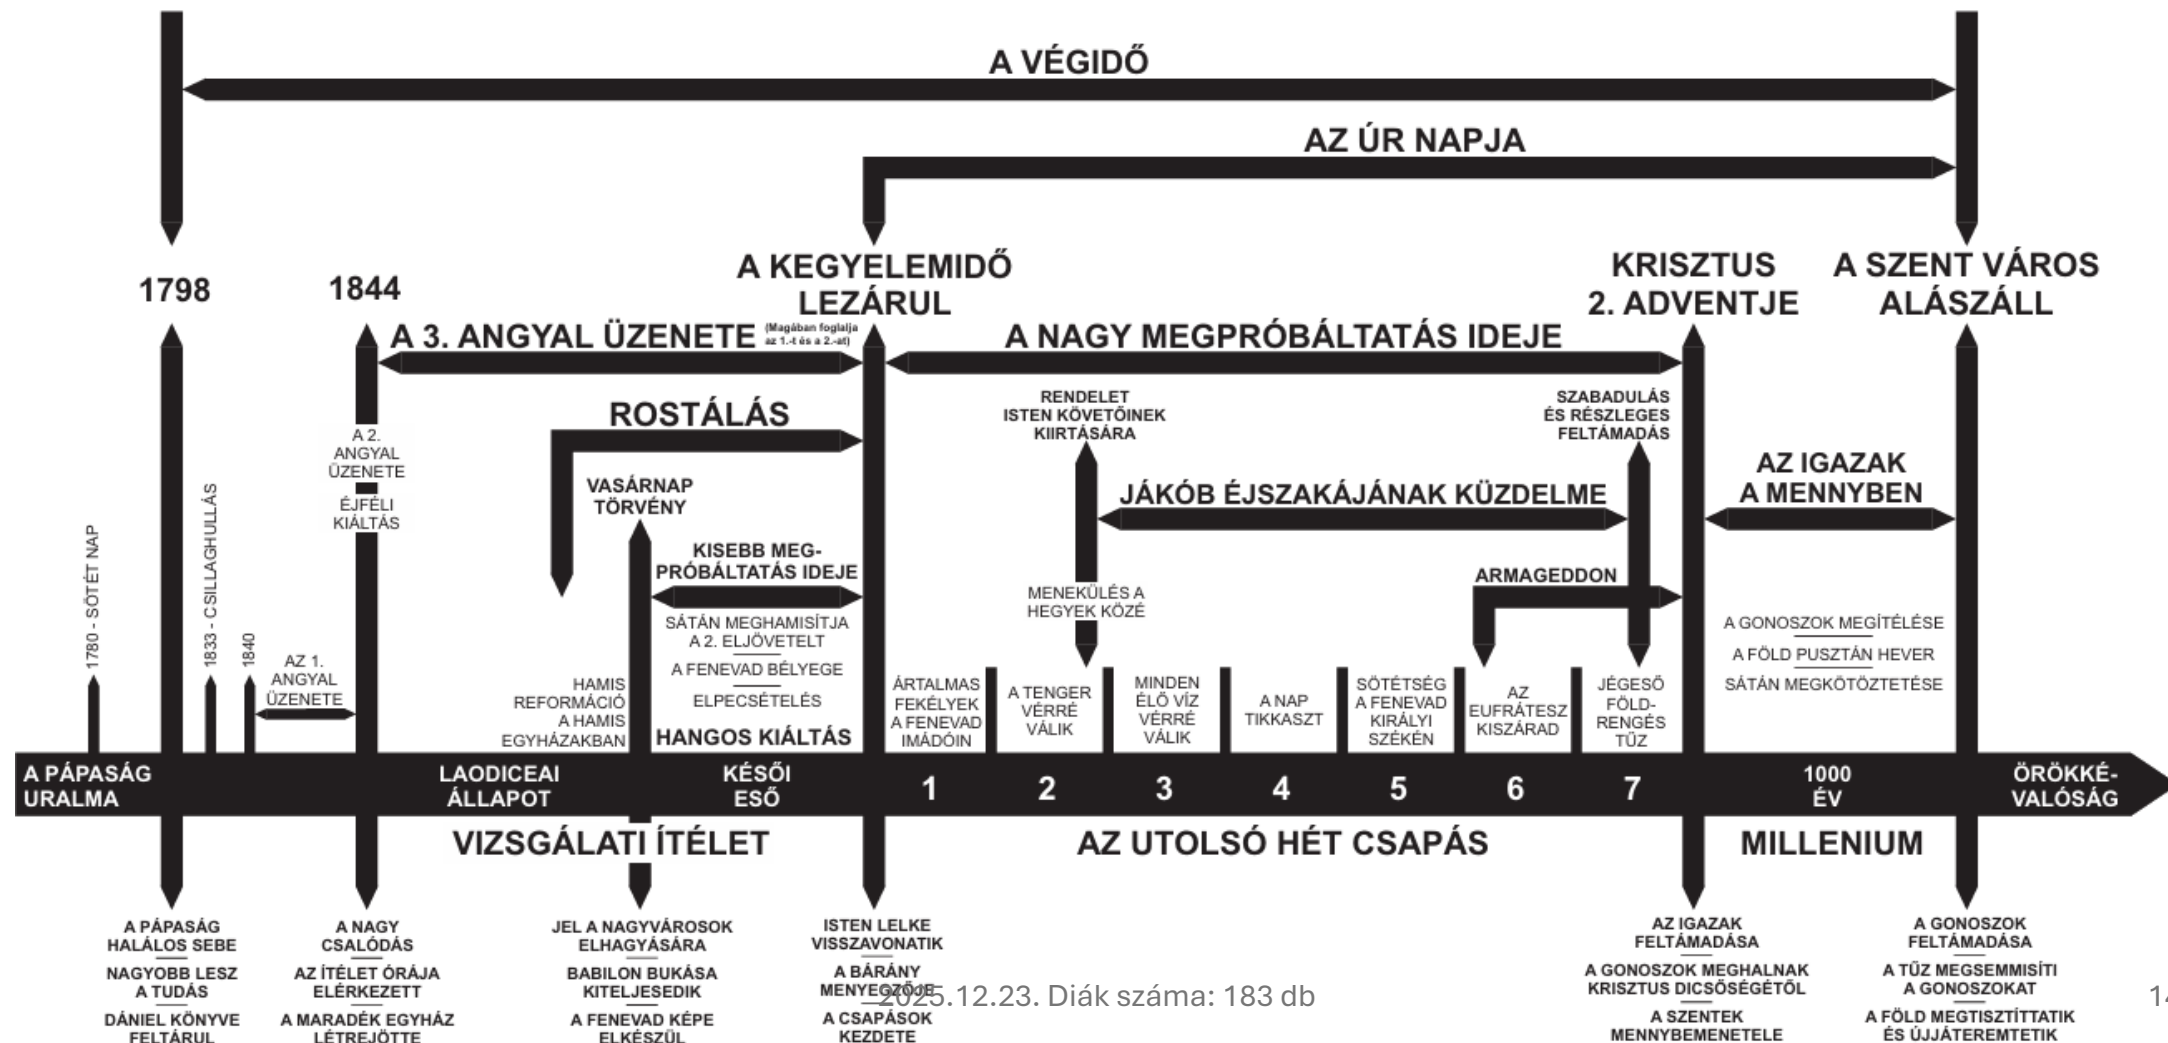 A VÉGIDŐ
AZ ÚR NAPJA
1798
1844
A KEGYELEMIDŐ
LEZÁRUL
KRISZTUS
2. ADVENTJE
A SZENT VÁROS
ALÁSZÁLL
A 3. ANGYAL ÜZENETE
(Magában foglalja
az 1.-t és a 2.-at)
A NAGY MEGPRÓBÁLTATÁS IDEJE
ROSTÁLÁS
RENDELET
ISTEN KÖVETŐINEK
KIIRTÁSÁRA
SZABADULÁS
ÉS RÉSZLEGES
FELTÁMADÁS
A 2.
ANGYAL
ÜZENETE
ÉJFÉLI
KIÁLTÁS
VASÁRNAP
TÖRVÉNY
JÁKÓB ÉJSZAKÁJÁNAK KÜZDELME
AZ IGAZAK
A MENNYBEN
1780 - SÖTÉT NAP
1833 - CSILLAGHULLÁS
1840
AZ 1.
ANGYAL
ÜZENETE
KISEBB MEG-
PRÓBÁLTATÁS IDEJE
SÁTÁN MEGHAMISÍTJA
A 2. ELJÖVETELT
A FENEVAD BÉLYEGE
ELPECSÉTELÉS
HANGOS KIÁLTÁS
HAMIS
REFORMÁCIÓ
A HAMIS
EGYHÁZAKBAN
MENEKÜLÉS A
HEGYEK KÖZÉ
ARMAGEDDON
A GONOSZOK MEGÍTÉLÉSE
A FÖLD PUSZTÁN HEVER
SÁTÁN MEGKÖTÖZTETÉSE
ÁRTALMAS
FEKÉLYEK
A FENEVAD
IMÁDÓIN
A TENGER
VÉRRÉ
VÁLIK
MINDEN
ÉLŐ VÍZ
VÉRRÉ
VÁLIK
A NAP
TIKKASZT
SÖTÉTSÉG
A FENEVAD
KIRÁLYI
SZÉKÉN
AZ
EUFRÁTESZ
KISZÁRAD
JÉGESŐ
FÖLD-
RENGÉS
TŰZ
A PÁPASÁG
URALMA
LAODICEAI
ÁLLAPOT
KÉSŐI
ESŐ
1
2
3
4
5
6
7
1000
ÉV
ÖRÖKKÉ-
VALÓSÁG
VIZSGÁLATI ÍTÉLET
AZ UTOLSÓ HÉT CSAPÁS
MILLENIUM
A PÁPASÁG
HALÁLOS SEBE
NAGYOBB LESZ
A TUDÁS
DÁNIEL KÖNYVE
FELTÁRUL
A NAGY
CSALÓDÁS
AZ ÍTÉLET ÓRÁJA
ELÉRKEZETT
A MARADÉK EGYHÁZ
LÉTREJÖTTE
JEL A NAGYVÁROSOK
ELHAGYÁSÁRA
BABILON BUKÁSA
KITELJESEDIK
A FENEVAD KÉPE
ELKÉSZÜL
ISTEN LELKE
VISSZAVONATIK
A BÁRÁNY
MENYEGZŐJE
A CSAPÁSOK
KEZDETE
AZ IGAZAK
FELTÁMADÁSA
A GONOSZOK MEGHALNAK
KRISZTUS DICSŐSÉGÉTŐL
A SZENTEK
MENNYBEMENETELE
A GONOSZOK
FELTÁMADÁSA
A TŰZ MEGSEMMISÍTI
A GONOSZOKAT
A FÖLD MEGTISZTÍTTATIK
ÉS ÚJJÁTEREMTETIK
2025.12.23. Diák száma: 183 db